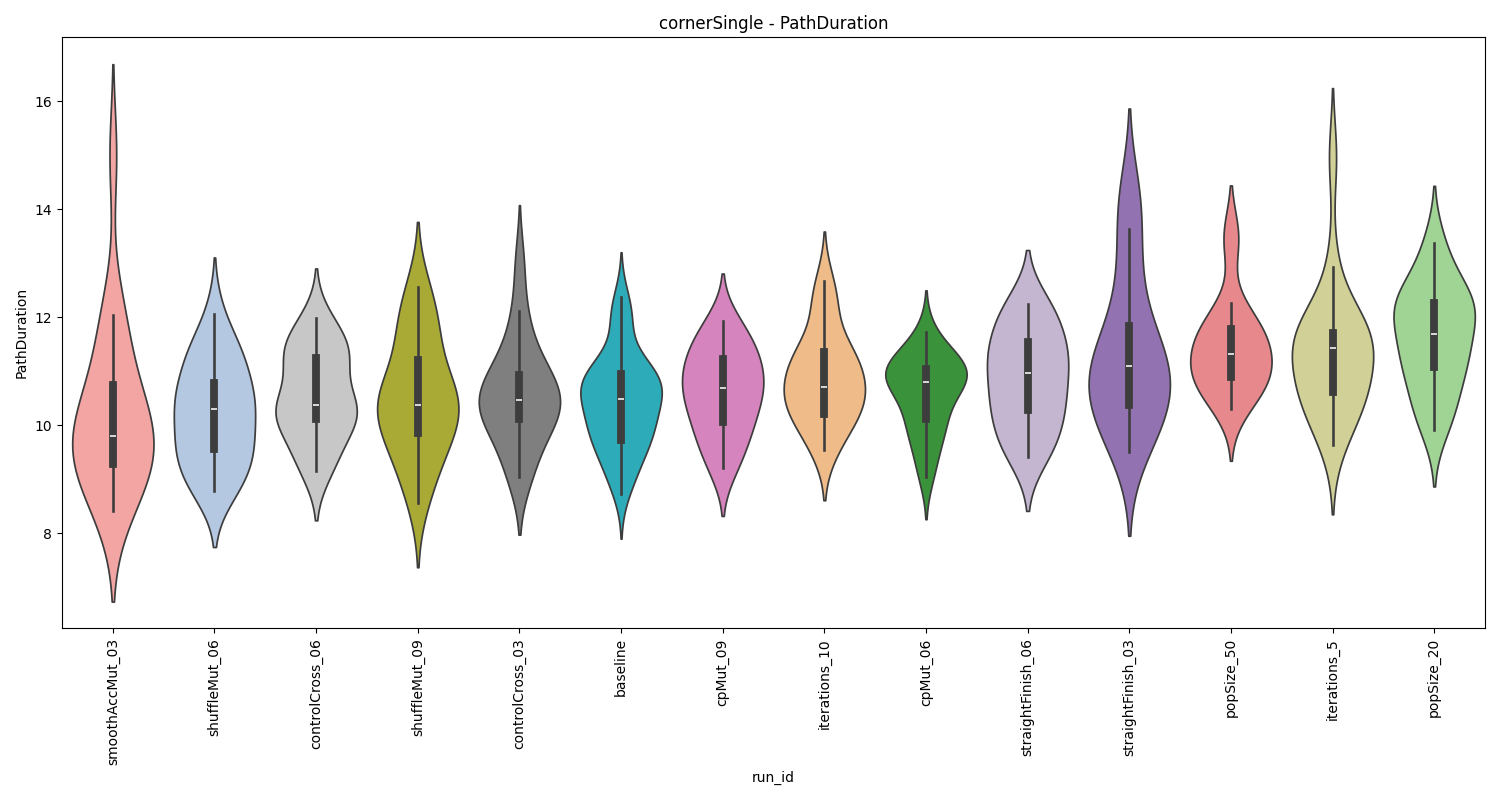 cornerSingle - PathDuration
PathDuration
16
14
12
10
8
smoothAccMut_03
shuffleMut_06
controlCross_06
shuffleMut_09
controlCross_03
baseline
cpMut_09
iterations_10
cpMut_06
straightFinish_06
straightFinish_03
popSize_50
iterations_5
popSize_20
run_id